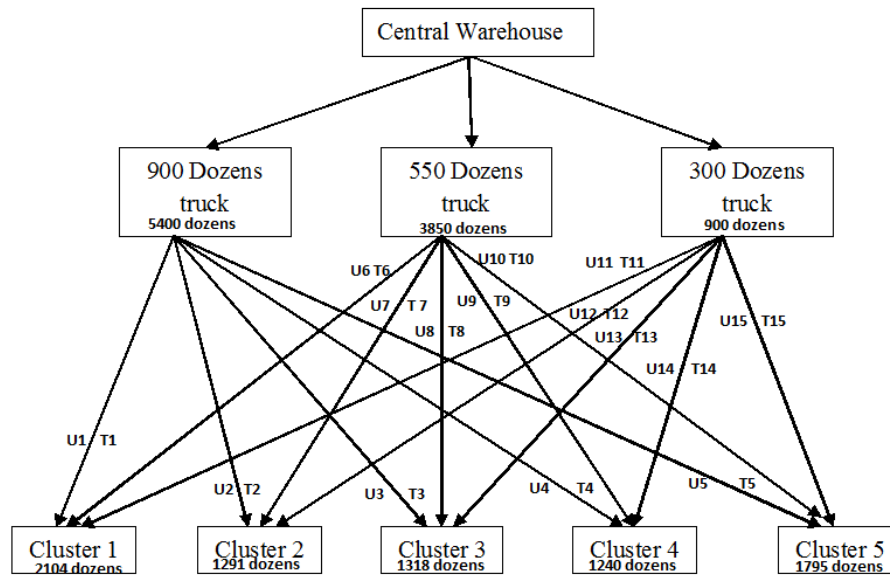 Central Warehouse
900 Dozens
truck
5400 dozens
550 Dozens
truck
3850 dozens
300 Dozens
truck
900 dozens
U6 T6
U10 T10
U11 T11
U7 T 7
U9 T9
U12 T12
U15 T15
U8 T8
U13 T13
U14 T14
U1 T1
U2 T2
U3 T3
U4 T4
U5 T5
Cluster 1
2104 dozens
Cluster 2
1291 dozens
Cluster 3
1318 dozens
Cluster 4
1240 dozens
Cluster 5
1795 dozens